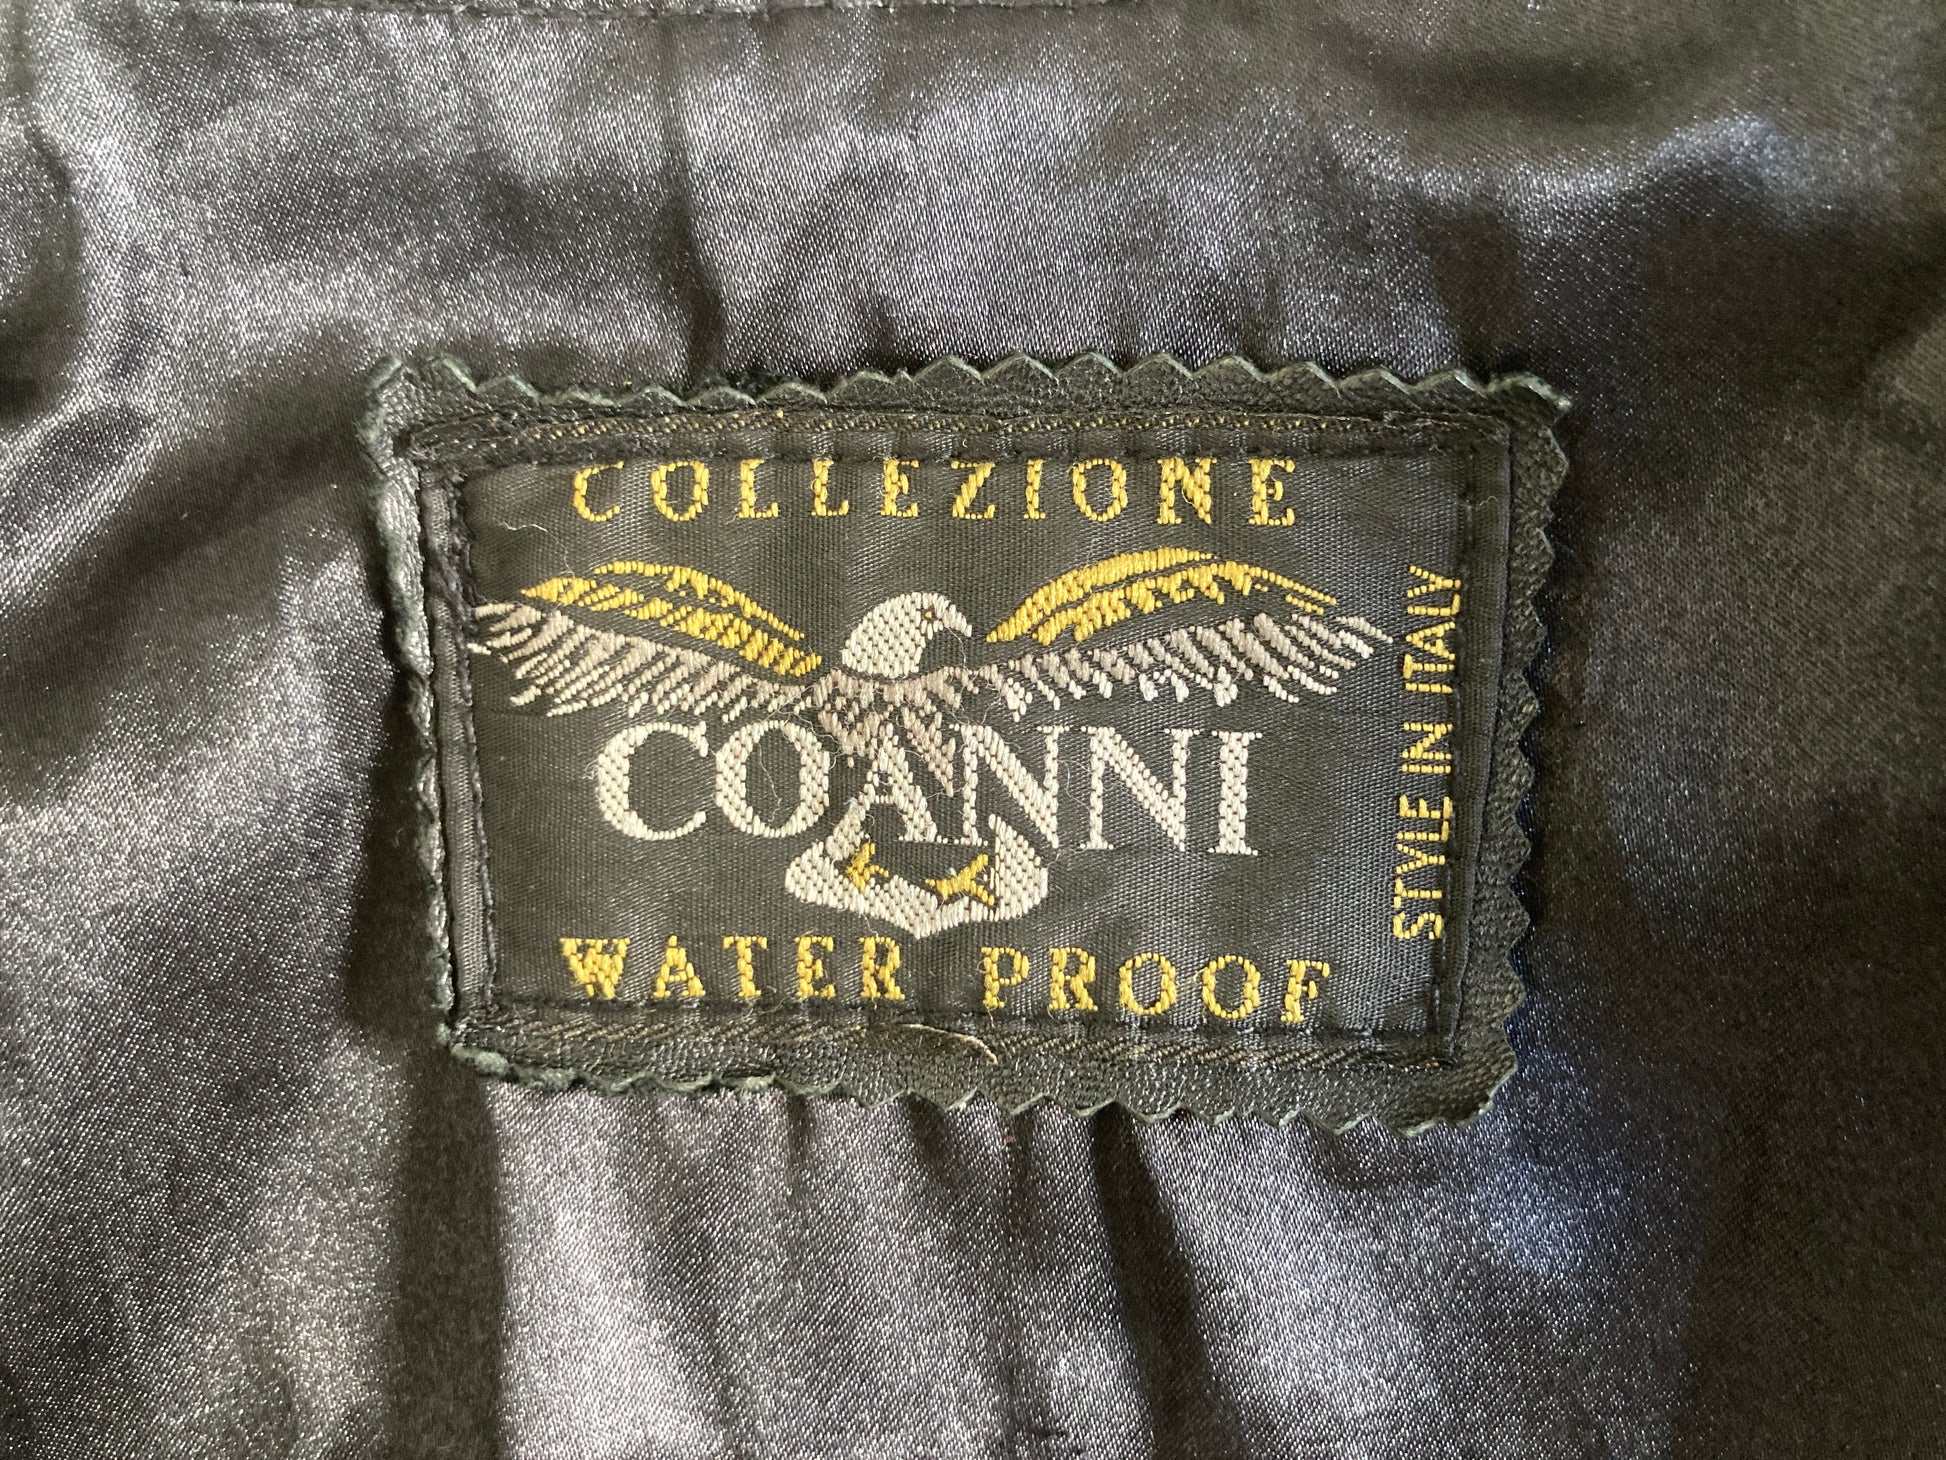 COLLEZIONE
COANNI
WATER PROOF
STYLE IN ITALY